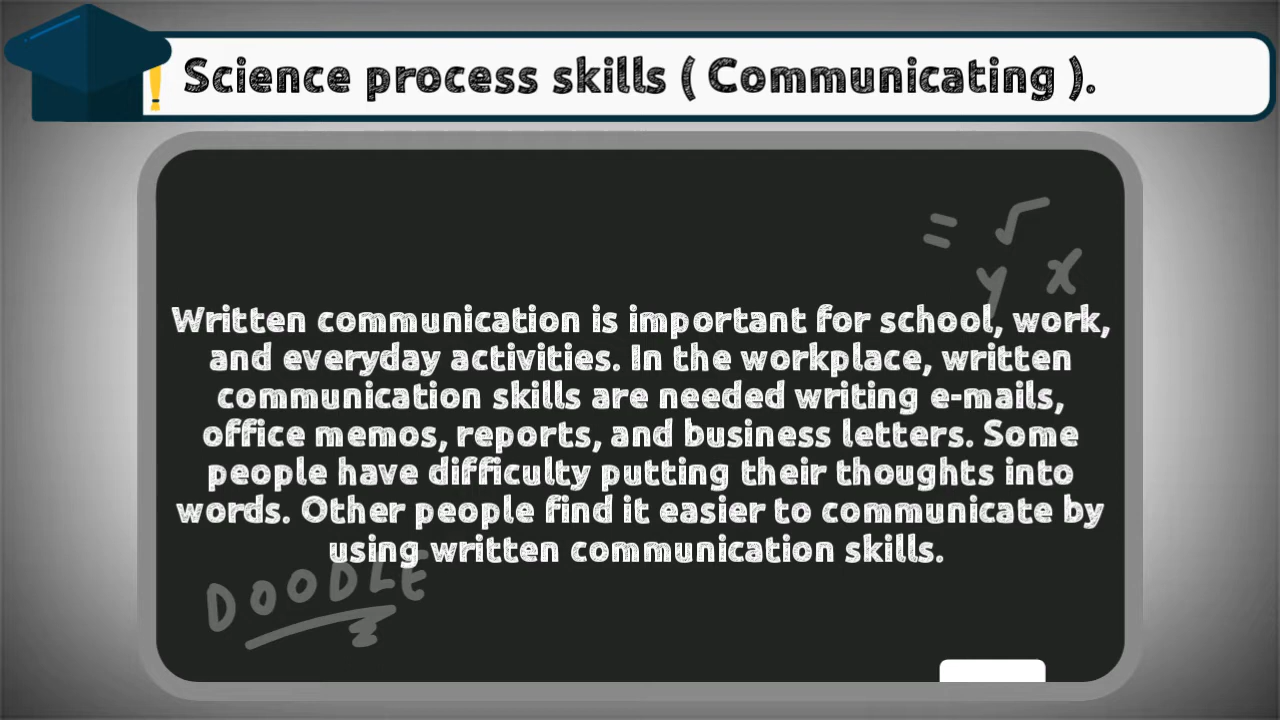 Science process skills ( Communicating ).
= √
y x
Written communication is important for school, work,
and everyday activities. In the workplace, written
communication skills are needed writing e-mails,
office memos, reports, and business letters. Some
people have difficulty putting their thoughts into
words. Other people find it easier to communicate by
using written communication skills.
DOODLE